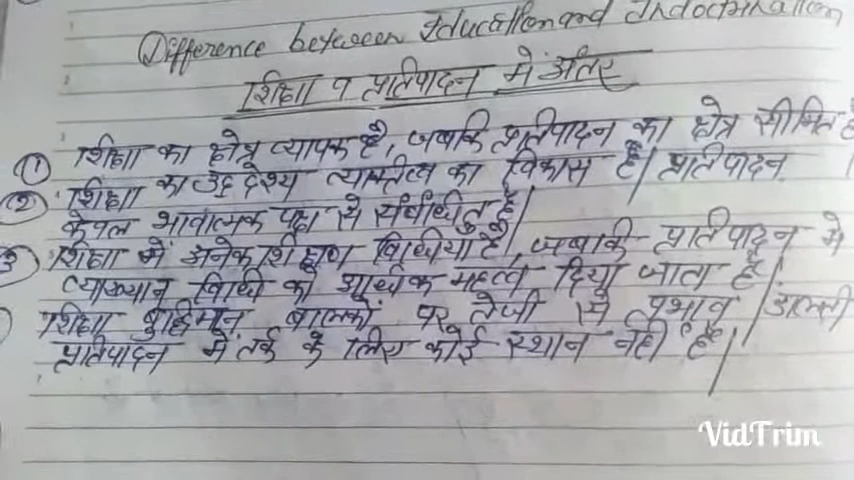 Difference between Education and Indoctrination
शिक्षा व प्रतिपादन में अंतर
① शिक्षा का क्षेत्र व्यापक है, जबकि प्रतिपादन का क्षेत्र सीमित है
② शिक्षा का उद्देश्य व्यक्तित्व का विकास है। प्रतिपादन
केवल भावात्मक पक्ष से संबंधित है।
3 शिक्षा में अनेक शिक्षण विधियाँ है, जबकि प्रतिपादन में
व्याख्यान विधि को अधिक महत्व दिया जाता है।
शिक्षा बुद्धिमान बालकों पर तेजी से प्रभाव डालती
प्रतिपादन में तर्क के लिए कोई स्थान नहीं है।
VidTrim